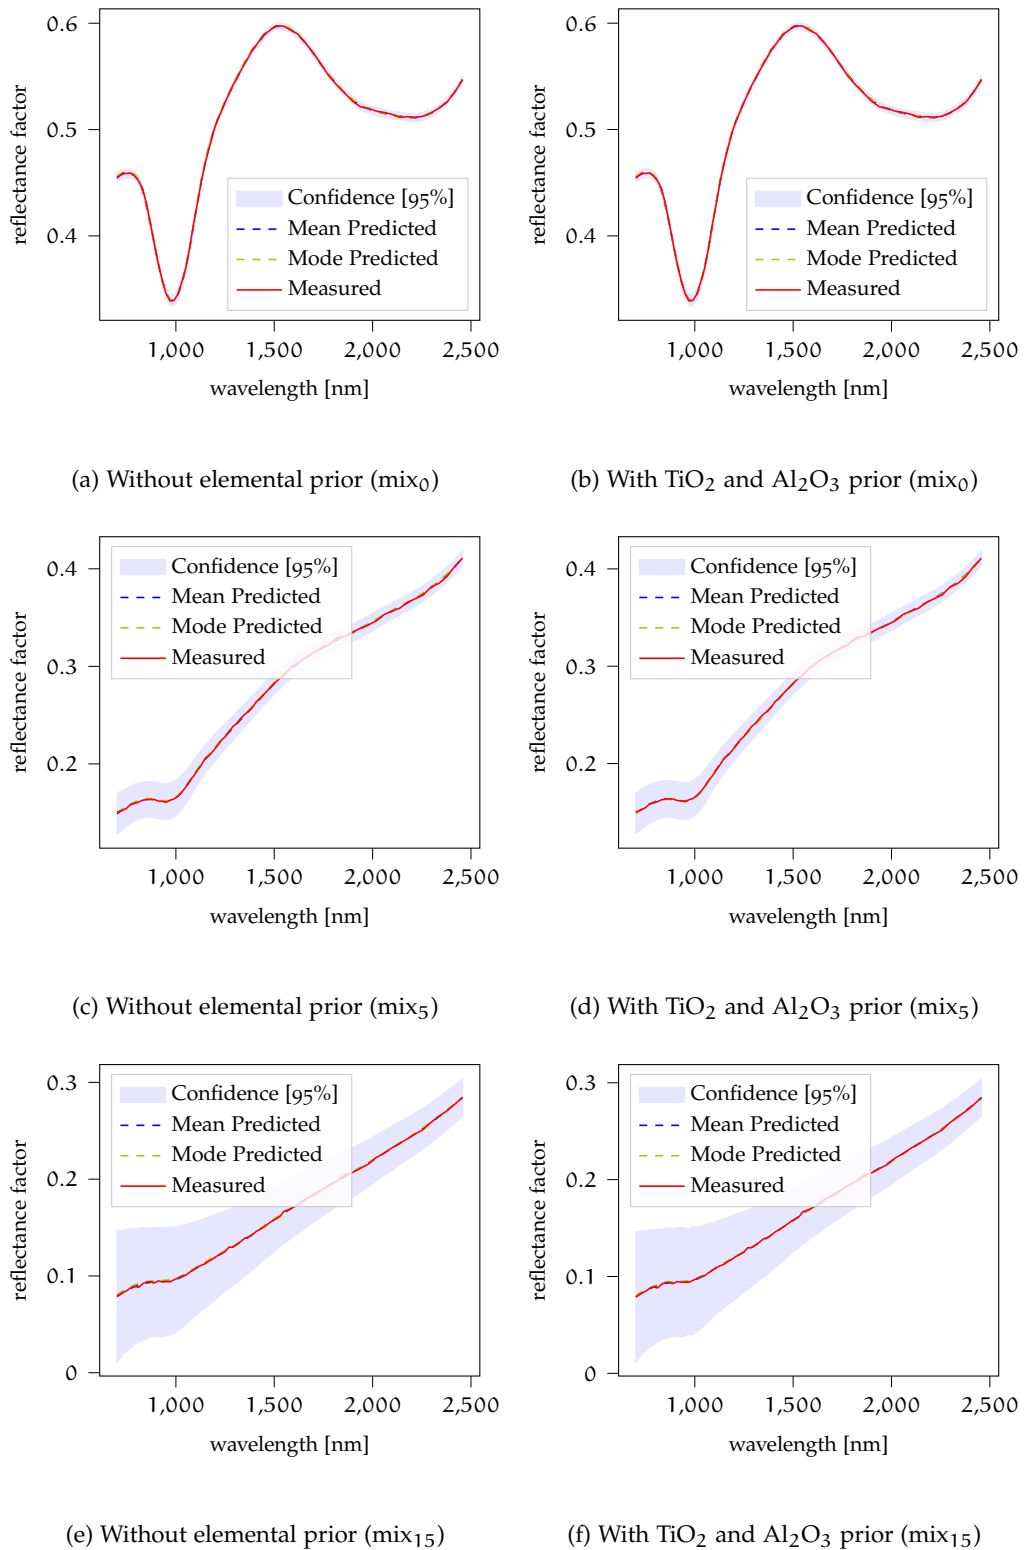 0.6
0.5
0.4
reflectance factor
Confidence [95%]
Mean Predicted
Mode Predicted
Measured
1,000 1,500 2,000 2,500
wavelength [nm]
(a) Without elemental prior (mix₀)
0.6
0.5
0.4
reflectance factor
Confidence [95%]
Mean Predicted
Mode Predicted
Measured
1,000 1,500 2,000 2,500
wavelength [nm]
(b) With TiO₂ and Al₂O₃ prior (mix₀)
0.4
0.3
0.2
reflectance factor
Confidence [95%]
Mean Predicted
Mode Predicted
Measured
1,000 1,500 2,000 2,500
wavelength [nm]
(c) Without elemental prior (mix₅)
0.4
0.3
0.2
reflectance factor
Confidence [95%]
Mean Predicted
Mode Predicted
Measured
1,000 1,500 2,000 2,500
wavelength [nm]
(d) With TiO₂ and Al₂O₃ prior (mix₅)
0.3
0.2
0.1
0
reflectance factor
Confidence [95%]
Mean Predicted
Mode Predicted
Measured
1,000 1,500 2,000 2,500
wavelength [nm]
(e) Without elemental prior (mix₁₅)
0.3
0.2
0.1
0
reflectance factor
Confidence [95%]
Mean Predicted
Mode Predicted
Measured
1,000 1,500 2,000 2,500
wavelength [nm]
(f) With TiO₂ and Al₂O₃ prior (mix₁₅)